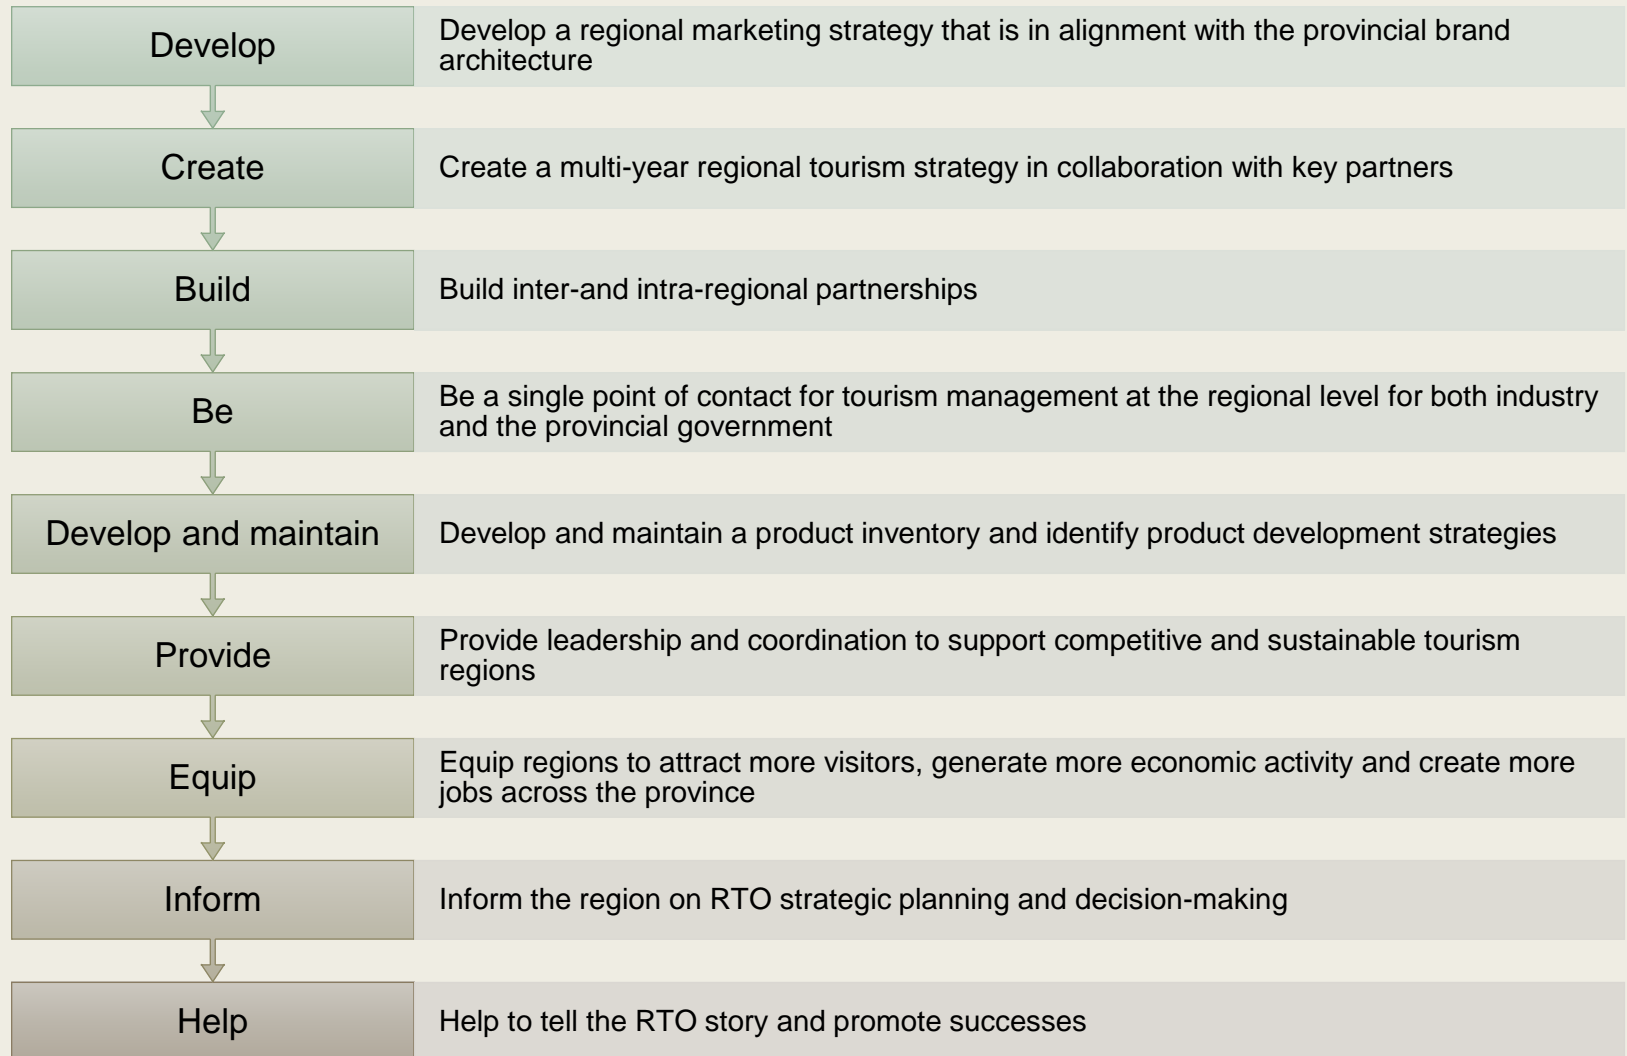 Develop
Develop a regional marketing strategy that is in alignment with the provincial brand
architecture
Create
Create a multi-year regional tourism strategy in collaboration with key partners
Build
Build inter-and intra-regional partnerships
Be
Be a single point of contact for tourism management at the regional level for both industry
and the provincial government
Develop and maintain
Develop and maintain a product inventory and identify product development strategies
Provide
Provide leadership and coordination to support competitive and sustainable tourism
regions
Equip
Equip regions to attract more visitors, generate more economic activity and create more
jobs across the province
Inform
Inform the region on RTO strategic planning and decision-making
Help
Help to tell the RTO story and promote successes